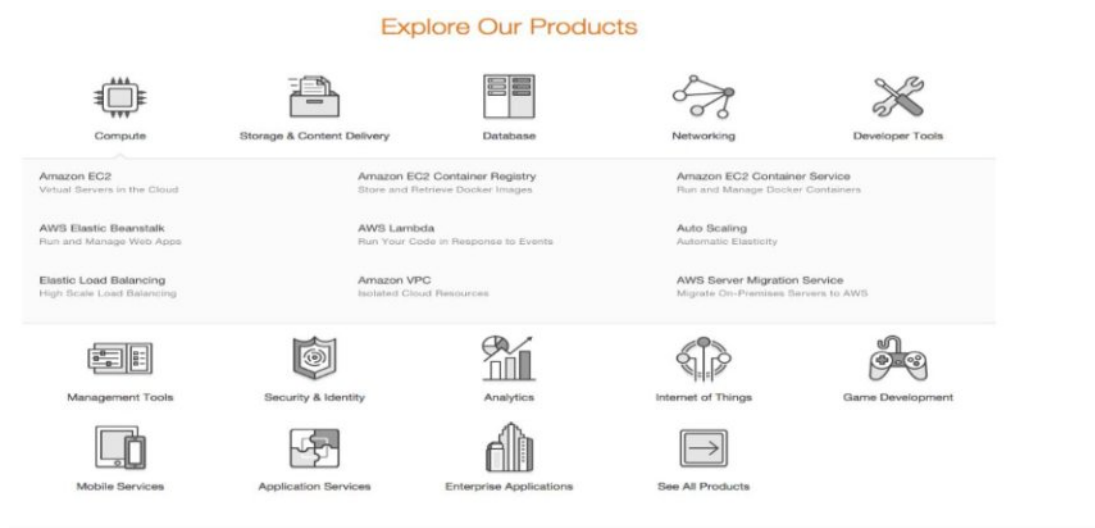 Explore Our Products
Compute
Storage & Content Delivery
Database
Networking
Developer Tools
Amazon EC2
Virtual Servers in the Cloud
Amazon EC2 Container Registry
Store and Retrieve Docker Images
Amazon EC2 Container Service
Run and Manage Docker Containers
AWS Elastic Beanstalk
Run and Manage Web Apps
AWS Lambda
Run Your Code in Response to Events
Auto Scaling
Automatic Elasticity
Elastic Load Balancing
High Scale Load Balancing
Amazon VPC
Isolated Cloud Resources
AWS Server Migration Service
Migrate On-Premises Servers to AWS
Management Tools
Security & Identity
Analytics
Internet of Things
Game Development
Mobile Services
Application Services
Enterprise Applications
See All Products